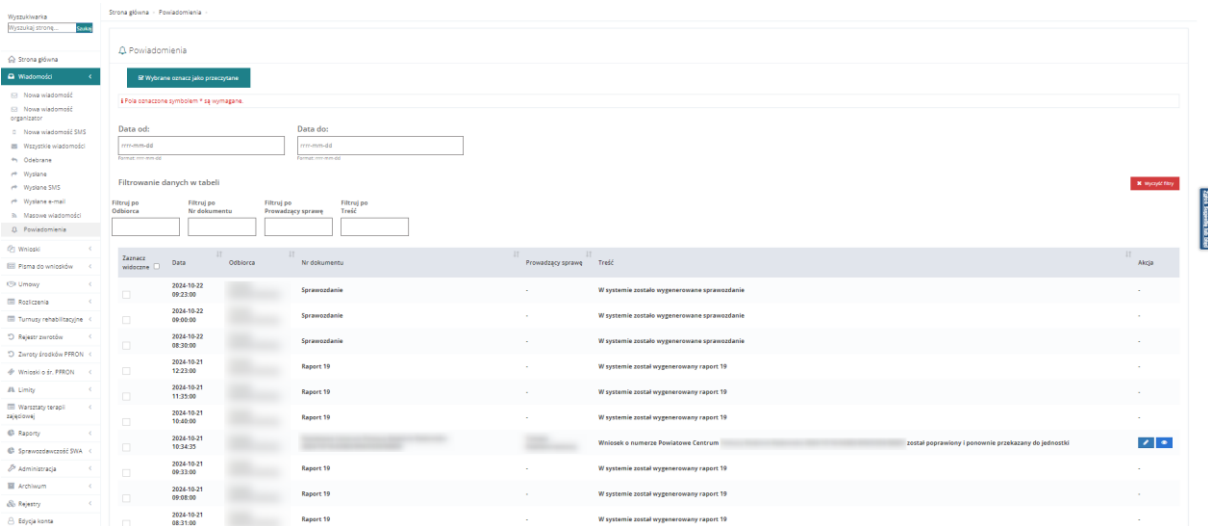 Wyszukiwarka
Wyszukaj stronę...
Szukaj
Strona główna
Wiadomości
Nowa wiadomość
Nowa wiadomość
organizator
Nowa wiadomość SMS
Wszystkie wiadomości
Odebrane
Wysłane
Wysłane SMS
Wysłane e-mail
Masowe wiadomości
Powiadomienia
Wnioski
Pisma do wniosków
Umowy
Rozliczenia
Turnusy rehabilitacyjne
Rejestr zwrotów
Zwroty środków PFRON
Wnioski o śr. PFRON
Limity
Warsztaty terapii
zajęciowej
Raporty
Sprawozdawczość SWA
Administracja
Archiwum
Rejestry
Edycja konta
Strona główna - Powiadomienia -
Powiadomienia
Wybrane oznacz jako przeczytane
Pola oznaczone symbolem * są wymagane.
Data od: Data do:
rrrr-mm-dd rrrr-mm-dd
Format: rrrr-mm-dd Format: rrrr-mm-dd
Filtrowanie danych w tabeli
Wyczyść filtry
Filtruj po Filtruj po Filtruj po Filtruj po
Odbiorca Nr dokumentu Prowadzący sprawę Treść
Zaznacz
widoczne Data Odbiorca Nr dokumentu Prowadzący sprawę Treść Akcja
2024-10-22
09:23:00 Sprawozdanie - W systemie zostało wygenerowane sprawozdanie -
2024-10-22
09:00:00 Sprawozdanie - W systemie zostało wygenerowane sprawozdanie -
2024-10-22
08:30:00 Sprawozdanie - W systemie zostało wygenerowane sprawozdanie -
2024-10-21
12:23:00 Raport 19 - W systemie został wygenerowany raport 19 -
2024-10-21
11:35:00 Raport 19 - W systemie został wygenerowany raport 19 -
2024-10-21
10:40:00 Raport 19 - W systemie został wygenerowany raport 19 -
2024-10-21
10:34:35 Wniosek o numerze Powiatowe Centrum został poprawiony i ponownie przekazany do jednostki
2024-10-21
09:33:00 Raport 19 - W systemie został wygenerowany raport 19 -
2024-10-21
09:08:00 Raport 19 - W systemie został wygenerowany raport 19 -
2024-10-21
08:31:00 Raport 19 - W systemie został wygenerowany raport 19 -